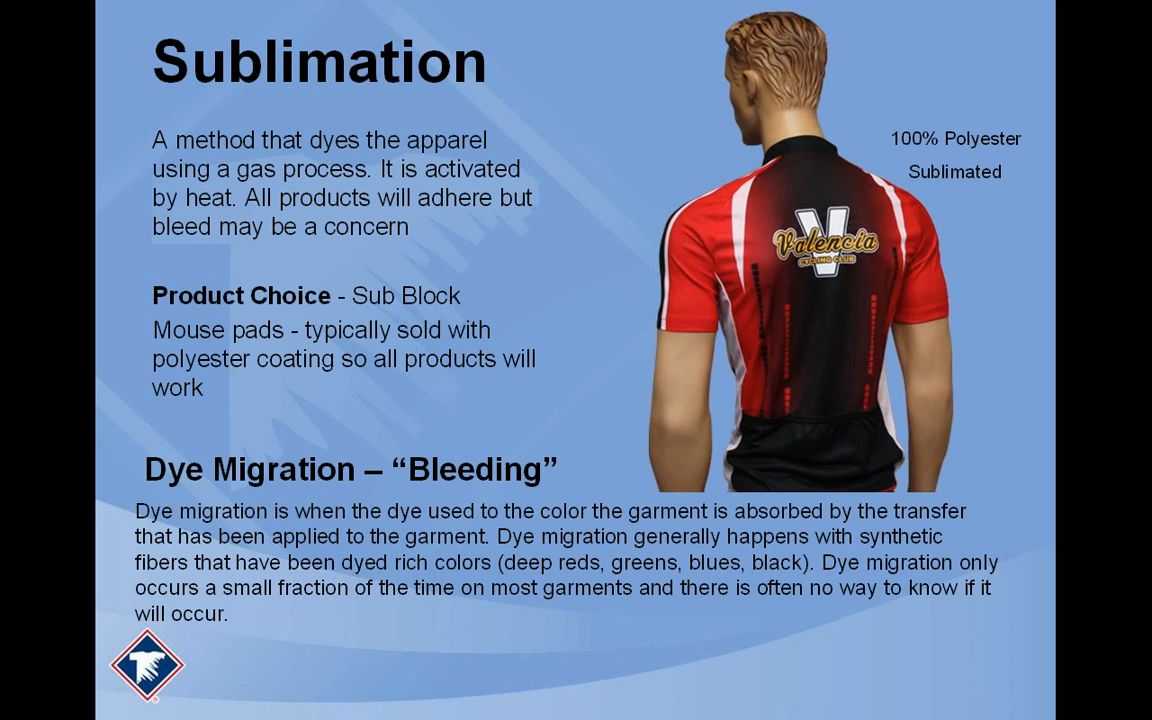 Sublimation
A method that dyes the apparel
using a gas process. It is activated
by heat. All products will adhere but
bleed may be a concern
Product Choice - Sub Block
Mouse pads - typically sold with
polyester coating so all products will
work
100% Polyester
Sublimated
V
Valencia
CYCLING CLUB
Dye Migration – “Bleeding”
Dye migration is when the dye used to the color the garment is absorbed by the transfer
that has been applied to the garment. Dye migration generally happens with synthetic
fibers that have been dyed rich colors (deep reds, greens, blues, black). Dye migration only
occurs a small fraction of the time on most garments and there is often no way to know if it
will occur.